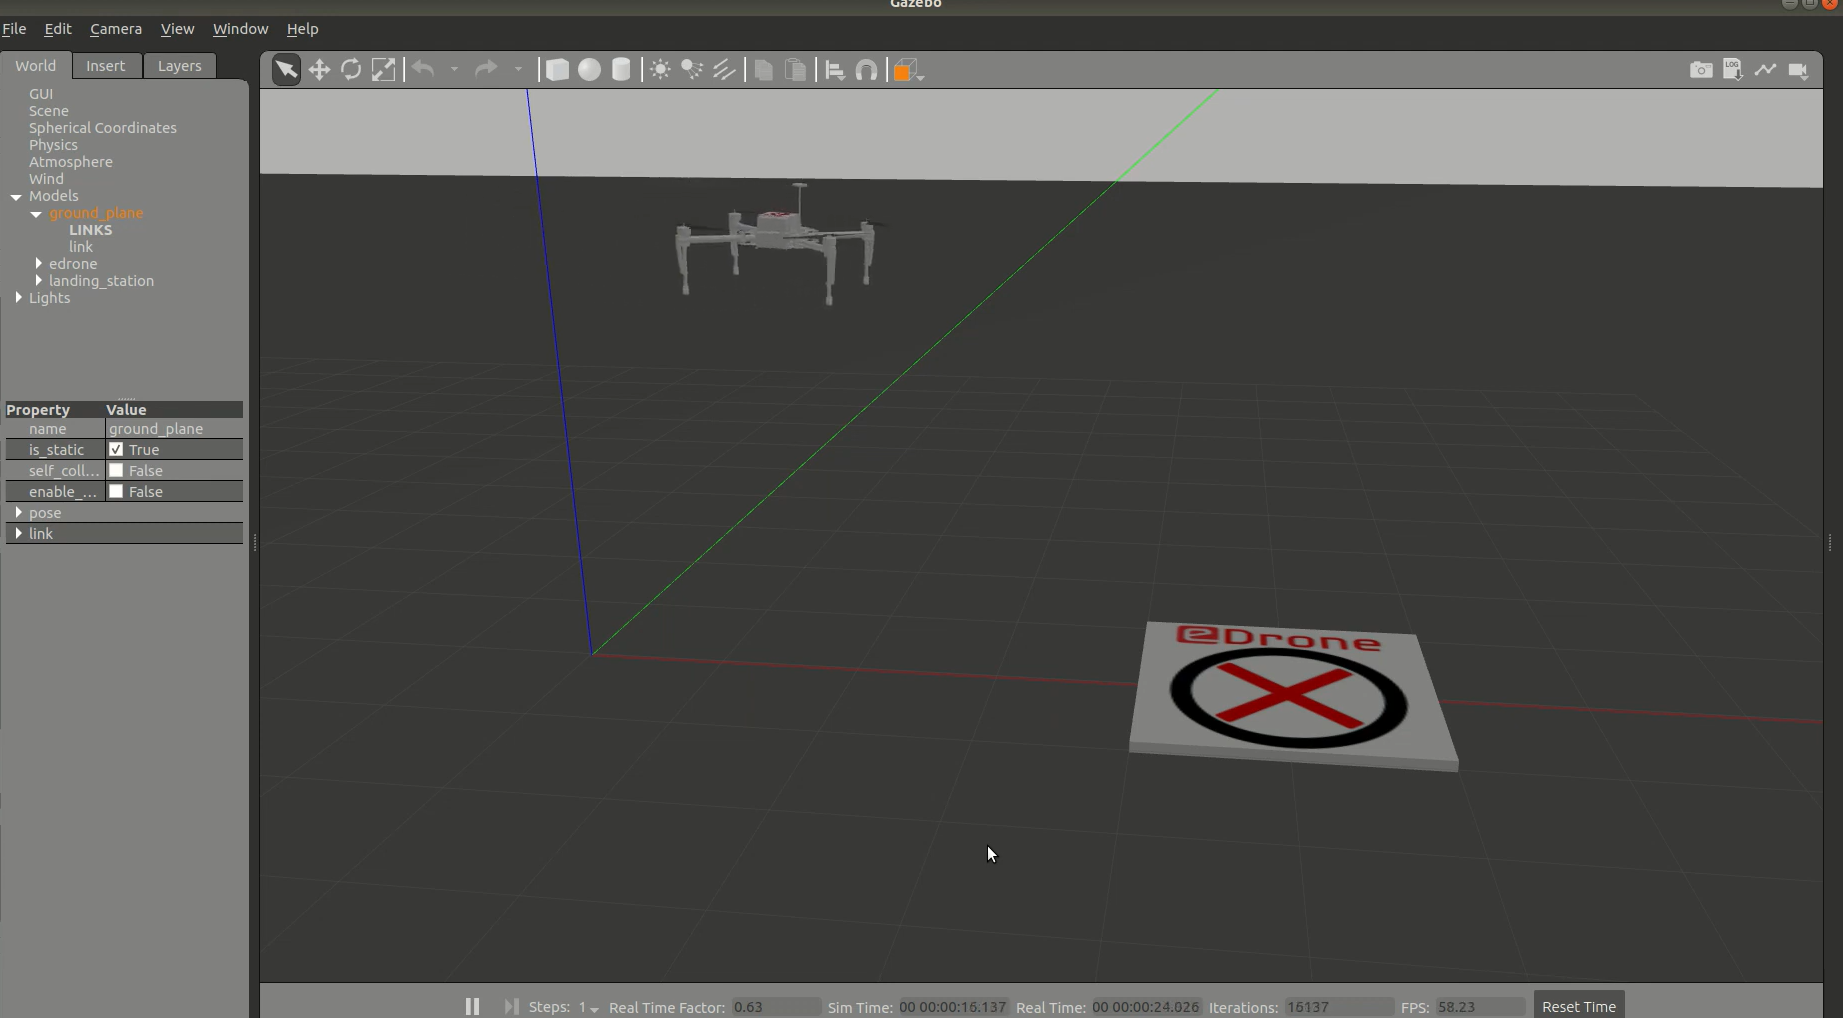 Gazebo
File Edit Camera View Window Help
World Insert Layers
GUI
Scene
Spherical Coordinates
Physics
Atmosphere
Wind
Models
ground_plane
LINKS
link
edrone
landing_station
Lights
Property Value
name ground_plane
is_static True
self_coll... False
enable_... False
pose
link
LOG
eDrone
Steps: 1 Real Time Factor: 0.63 Sim Time: 00 00:00:16.137 Real Time: 00 00:00:24.026 Iterations: 16137 FPS: 58.23 Reset Time